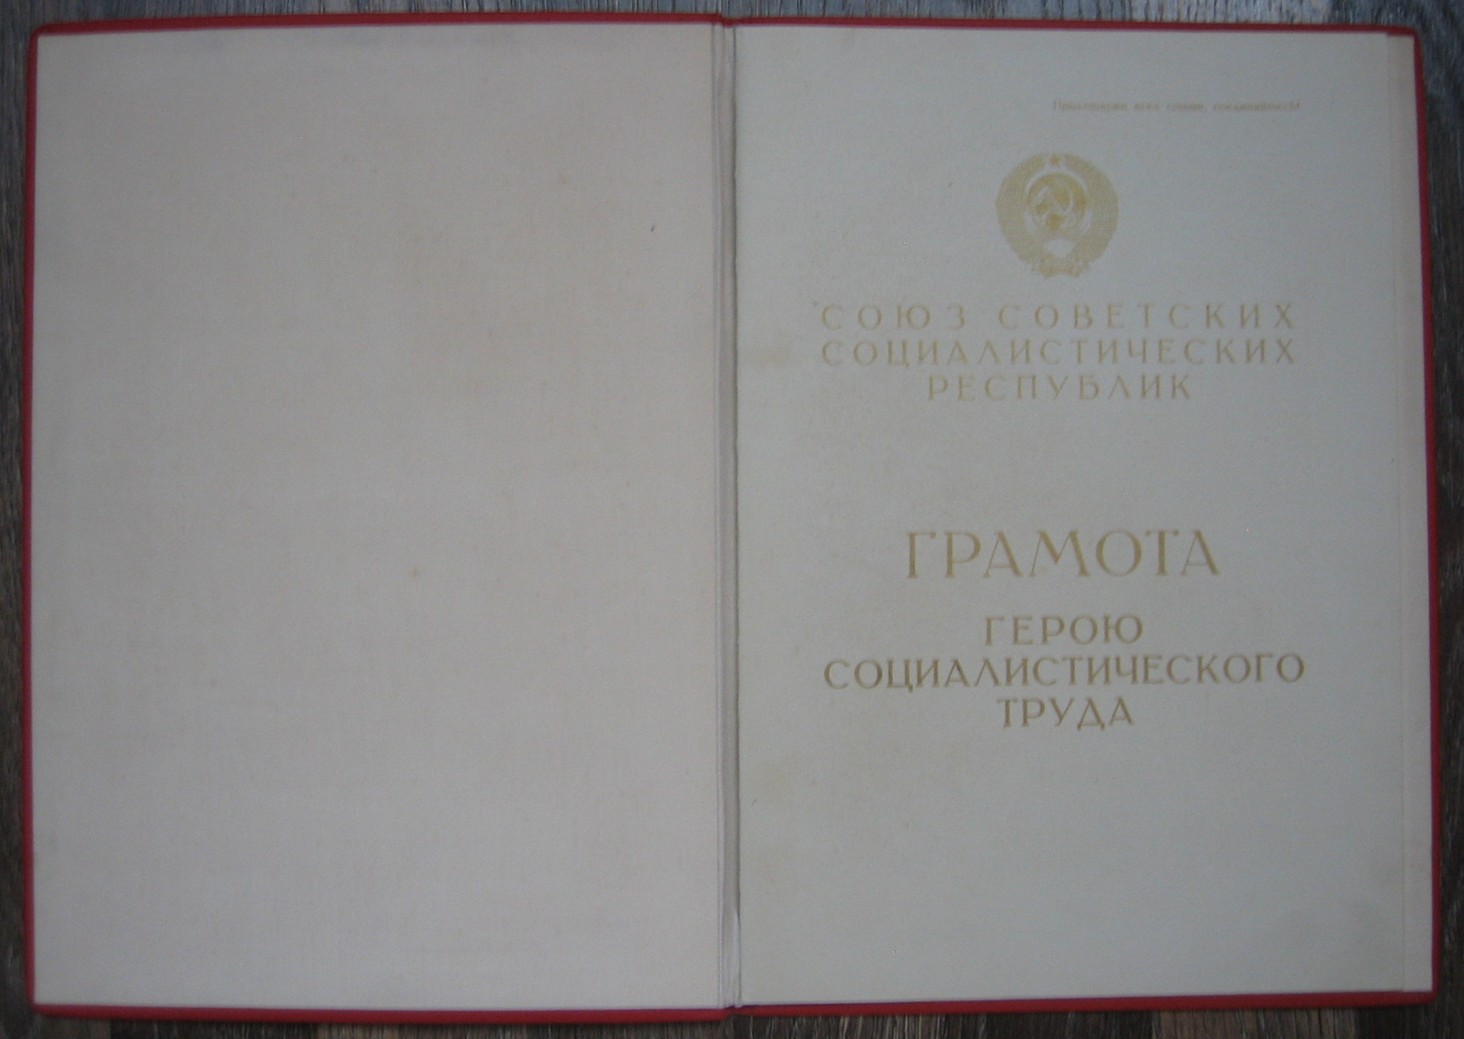 Пролетарии всех стран, соединяйтесь!
СОЮЗ СОВЕТСКИХ
СОЦИАЛИСТИЧЕСКИХ
РЕСПУБЛИК
ГРАМОТА
ГЕРОЮ
СОЦИАЛИСТИЧЕСКОГО
ТРУДА